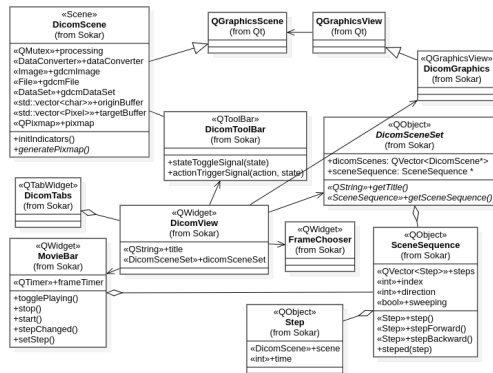 «Scene»
DicomScene
(from Sokar)
«QMutex»+processing
«DataConverter»+dataConverter
«Image»+gdcmImage
«File»+gdcmFile
«DataSet»+gdcmDataSet
«std::vector<char>»+originBuffer
«std::vector<Pixel>»+targetBuffer
«QPixmap»+pixmap
+initIndicators()
+generatePixmap()
QGraphicsScene
(from Qt)
QGraphicsView
(from Qt)
«QGraphicsView»
DicomGraphics
(from Sokar)
«QToolBar»
DicomToolBar
(from Sokar)
+stateToggleSignal(state)
+actionTriggerSignal(action, state)
«QObject»
DicomSceneSet
(from Sokar)
+dicomScenes: QVector<DicomScene*>
+sceneSequence: SceneSequence *
«QString»+getTitle()
«SceneSequence»+getSceneSequence()
«QTabWidget»
DicomTabs
(from Sokar)
«QWidget»
DicomView
(from Sokar)
«QString»+title
«DicomSceneSet»+dicomSceneSet
«QWidget»
FrameChooser
(from Sokar)
«QWidget»
MovieBar
(from Sokar)
«QTimer»+frameTimer
+togglePlaying()
+stop()
+start()
+stepChanged()
+setStep()
«QObject»
SceneSequence
(from Sokar)
«QVector<Step>»+steps
«int»+index
«int»+direction
«bool»+sweeping
«Step»+step()
«Step»+stepForward()
«Step»+stepBackward()
+steped(step)
«QObject»
Step
(from Sokar)
«DicomScene»+scene
«int»+time